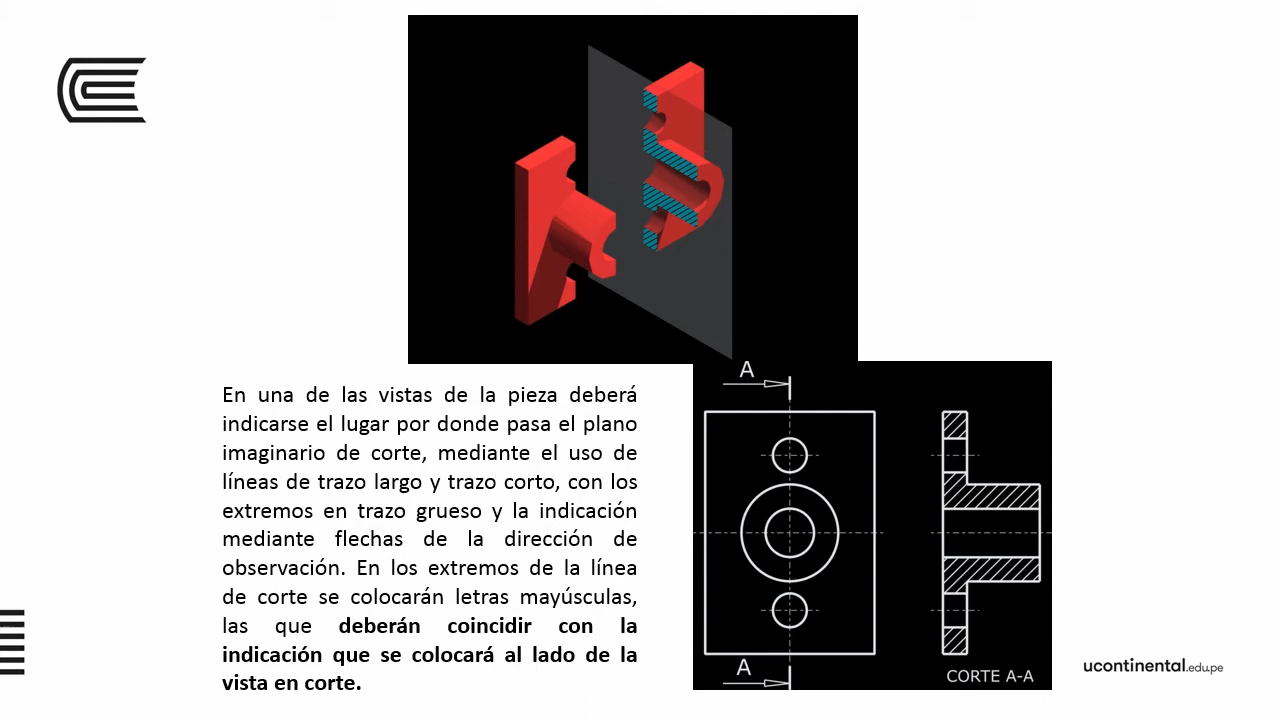 En una de las vistas de la pieza deberá
indicarse el lugar por donde pasa el plano
imaginario de corte, mediante el uso de
líneas de trazo largo y trazo corto, con los
extremos en trazo grueso y la indicación
mediante flechas de la dirección de
observación. En los extremos de la línea
de corte se colocarán letras mayúsculas,
las que deberán coincidir con la
indicación que se colocará al lado de la
vista en corte.
A
A
CORTE A-A
ucontinental.edu.pe